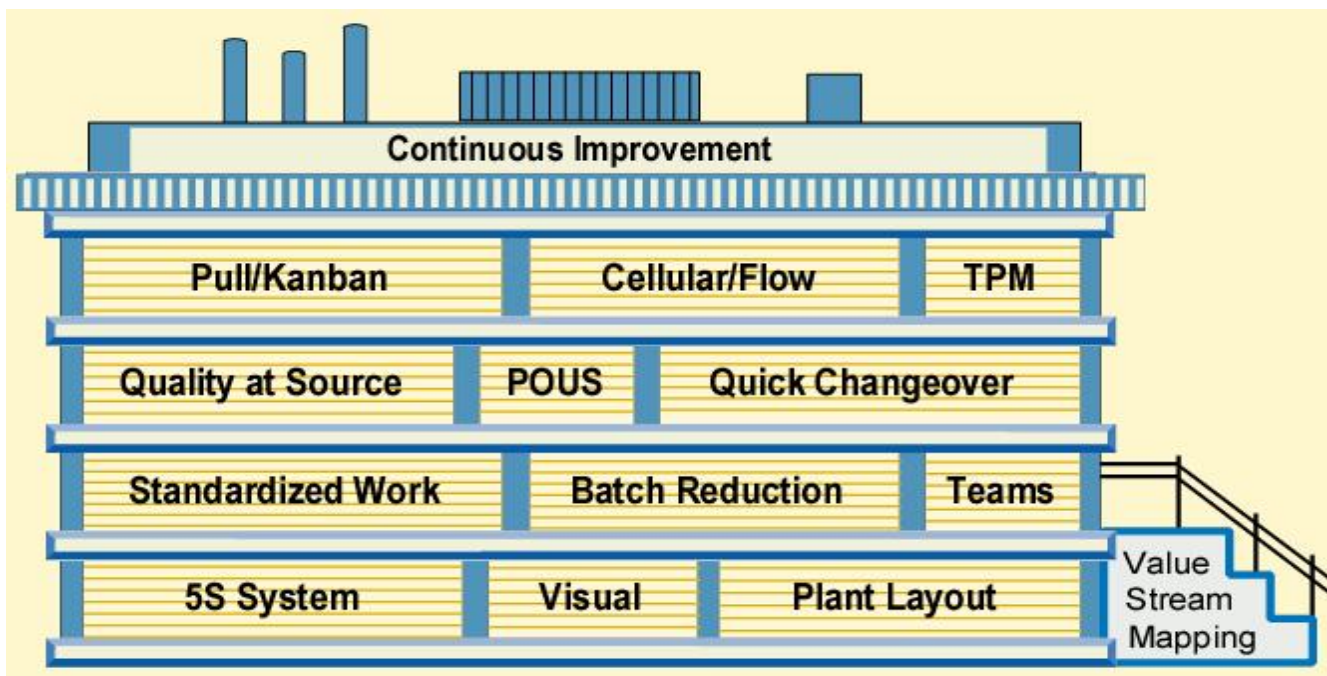 Continuous Improvement
Pull/Kanban Cellular/Flow TPM
Quality at Source POUS Quick Changeover
Standardized Work Batch Reduction Teams
5S System Visual Plant Layout
Value
Stream
Mapping